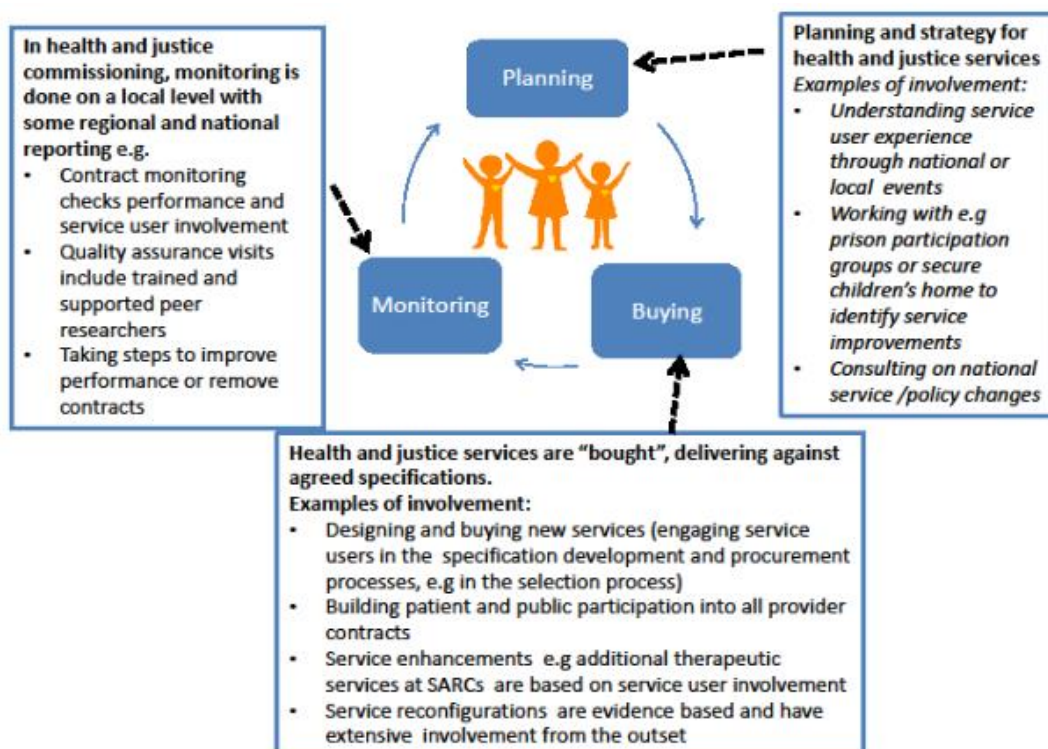 In health and justice
commissioning, monitoring is
done on a local level with
some regional and national
reporting e.g.
• Contract monitoring
checks performance and
service user involvement
• Quality assurance visits
include trained and
supported peer
researchers
• Taking steps to improve
performance or remove
contracts
Planning
Monitoring
Buying
Planning and strategy for
health and justice services
Examples of involvement:
• Understanding service
user experience
through national or
local events
• Working with e.g
prison participation
groups or secure
children's home to
identify service
improvements
• Consulting on national
service /policy changes
Health and justice services are "bought", delivering against
agreed specifications.
Examples of involvement:
• Designing and buying new services (engaging service
users in the specification development and procurement
processes, e.g in the selection process)
• Building patient and public participation into all provider
contracts
• Service enhancements e.g additional therapeutic
services at SARCs are based on service user involvement
• Service reconfigurations are evidence based and have
extensive involvement from the outset